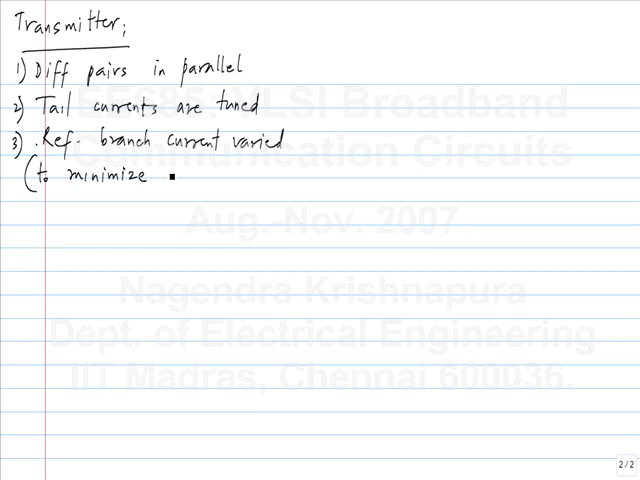 Transmitter;
1) Diff pairs in parallel
2) Tail currents are tuned
3) . Ref. branch current varied
(to minimize
EE685: VLSI Broadband
Communication Circuits
Aug.-Nov. 2007
Nagendra Krishnapura
Dept. of Electrical Engineering
IIT Madras, Chennai 600036.
2/2